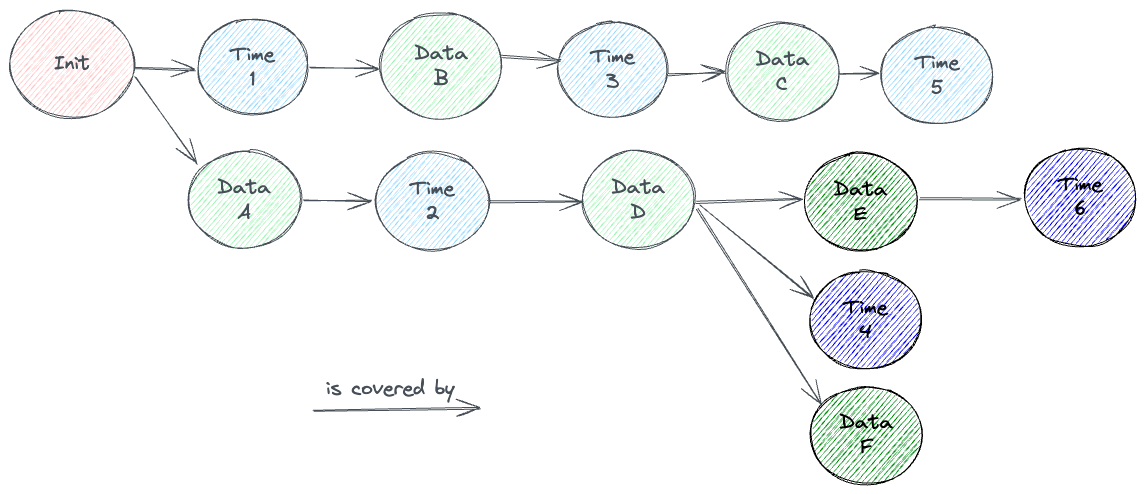 Init
Time
1
Data
B
Time
3
Data
C
Time
5
Data
A
Time
2
Data
D
Data
E
Time
6
Time
4
is covered by
Data
F